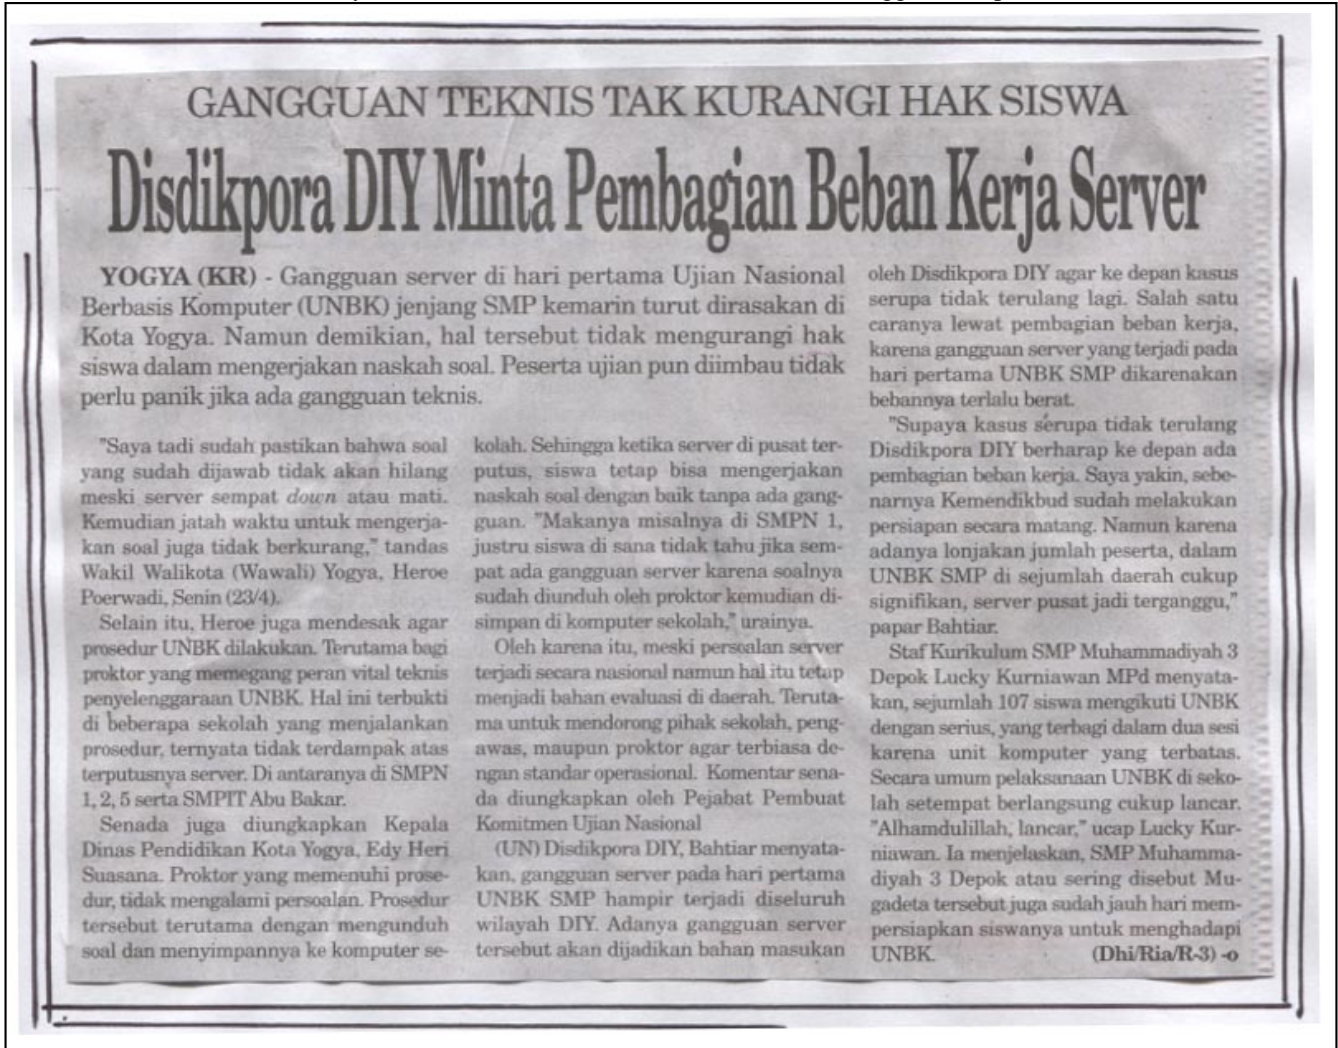 GANGGUAN TEKNIS TAK KURANGI HAK SISWA
Disdikpora DIY Minta Pembagian Beban Kerja Server
YOGYA (KR) - Gangguan server di hari pertama Ujian Nasional
Berbasis Komputer (UNBK) jenjang SMP kemarin turut dirasakan di
Kota Yogya. Namun demikian, hal tersebut tidak mengurangi hak
siswa dalam mengerjakan naskah soal. Peserta ujian pun diimbau tidak
perlu panik jika ada gangguan teknis.
"Saya tadi sudah pastikan bahwa soal
yang sudah dijawab tidak akan hilang
meski server sempat down atau mati.
Kemudian jatah waktu untuk mengerja-
kan soal juga tidak berkurang," tandas
Wakil Walikota (Wawali) Yogya, Heroe
Poerwadi, Senin (23/4).
Selain itu, Heroe juga mendesak agar
prosedur UNBK dilakukan. Terutama bagi
proktor yang memegang peran vital teknis
penyelenggaraan UNBK. Hal ini terbukti
di beberapa sekolah yang menjalankan
prosedur, ternyata tidak terdampak atas
terputusnya server. Di antaranya di SMPN
1, 2, 5 serta SMPIT Abu Bakar.
Senada juga diungkapkan Kepala
Dinas Pendidikan Kota Yogya, Edy Heri
Suasana. Proktor yang memenuhi prose-
dur, tidak mengalami persoalan. Prosedur
tersebut terutama dengan mengunduh
soal dan menyimpannya ke komputer se-
kolah. Sehingga ketika server di pusat ter-
putus, siswa tetap bisa mengerjakan
naskah soal dengan baik tanpa ada gang-
guan. "Makanya misalnya di SMPN 1,
justru siswa di sana tidak tahu jika sem-
pat ada gangguan server karena soalnya
sudah diunduh oleh proktor kemudian di-
simpan di komputer sekolah," urainya.
Oleh karena itu, meski persoalan server
terjadi secara nasional namun hal itu tetap
menjadi bahan evaluasi di daerah. Teruta-
ma untuk mendorong pihak sekolah, peng-
awas, maupun proktor agar terbiasa de-
ngan standar operasional. Komentar sena-
da diungkapkan oleh Pejabat Pembuat
Komitmen Ujian Nasional
(UN) Disdikpora DIY, Bahtiar menyata-
kan, gangguan server pada hari pertama
UNBK SMP hampir terjadi diseluruh
wilayah DIY. Adanya gangguan server
tersebut akan dijadikan bahan masukan
oleh Disdikpora DIY agar ke depan kasus
serupa tidak terulang lagi. Salah satu
caranya lewat pembagian beban kerja,
karena gangguan server yang terjadi pada
hari pertama UNBK SMP dikarenakan
bebannya terlalu berat.
"Supaya kasus serupa tidak terulang
Disdikpora DIY berharap ke depan ada
pembagian beban kerja. Saya yakin, sebe-
narnya Kemendikbud sudah melakukan
persiapan secara matang. Namun karena
adanya lonjakan jumlah peserta, dalam
UNBK SMP di sejumlah daerah cukup
signifikan, server pusat jadi terganggu,"
papar Bahtiar.
Staf Kurikulum SMP Muhammadiyah 3
Depok Lucky Kurniawan MPd menyata-
kan, sejumlah 107 siswa mengikuti UNBK
dengan serius, yang terbagi dalam dua sesi
karena unit komputer yang terbatas.
Secara umum pelaksanaan UNBK di seko-
lah setempat berlangsung cukup lancar.
"Alhamdulillah, lancar," ucap Lucky Kur-
niawan. Ia menjelaskan, SMP Muhamma-
diyah 3 Depok atau sering disebut Mu-
gadeta tersebut juga sudah jauh hari mem-
persiapkan siswanya untuk menghadapi
UNBK. (Dhi/Ria/R-3) -o